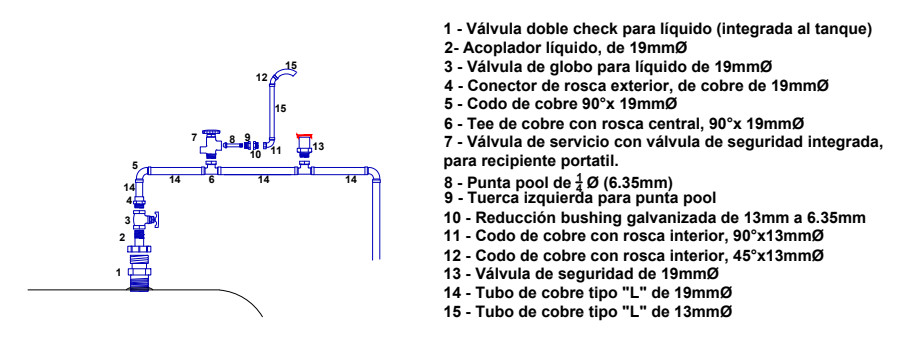 1 - Válvula doble check para líquido (integrada al tanque)
2- Acoplador líquido, de 19mmØ
3 - Válvula de globo para líquido de 19mmØ
4 - Conector de rosca exterior, de cobre de 19mmØ
5 - Codo de cobre 90°x 19mmØ
6 - Tee de cobre con rosca central, 90°x 19mmØ
7 - Válvula de servicio con válvula de seguridad integrada,
para recipiente portatil.
8 - Punta pool de 1/4 Ø (6.35mm)
9 - Tuerca izquierda para punta pool
10 - Reducción bushing galvanizada de 13mm a 6.35mm
11 - Codo de cobre con rosca interior, 90°x13mmØ
12 - Codo de cobre con rosca interior, 45°x13mmØ
13 - Válvula de seguridad de 19mmØ
14 - Tubo de cobre tipo "L" de 19mmØ
15 - Tubo de cobre tipo "L" de 13mmØ
15
12
15
7
8
9
10
11
13
5
14
6
14
14
14
4
3
2
1